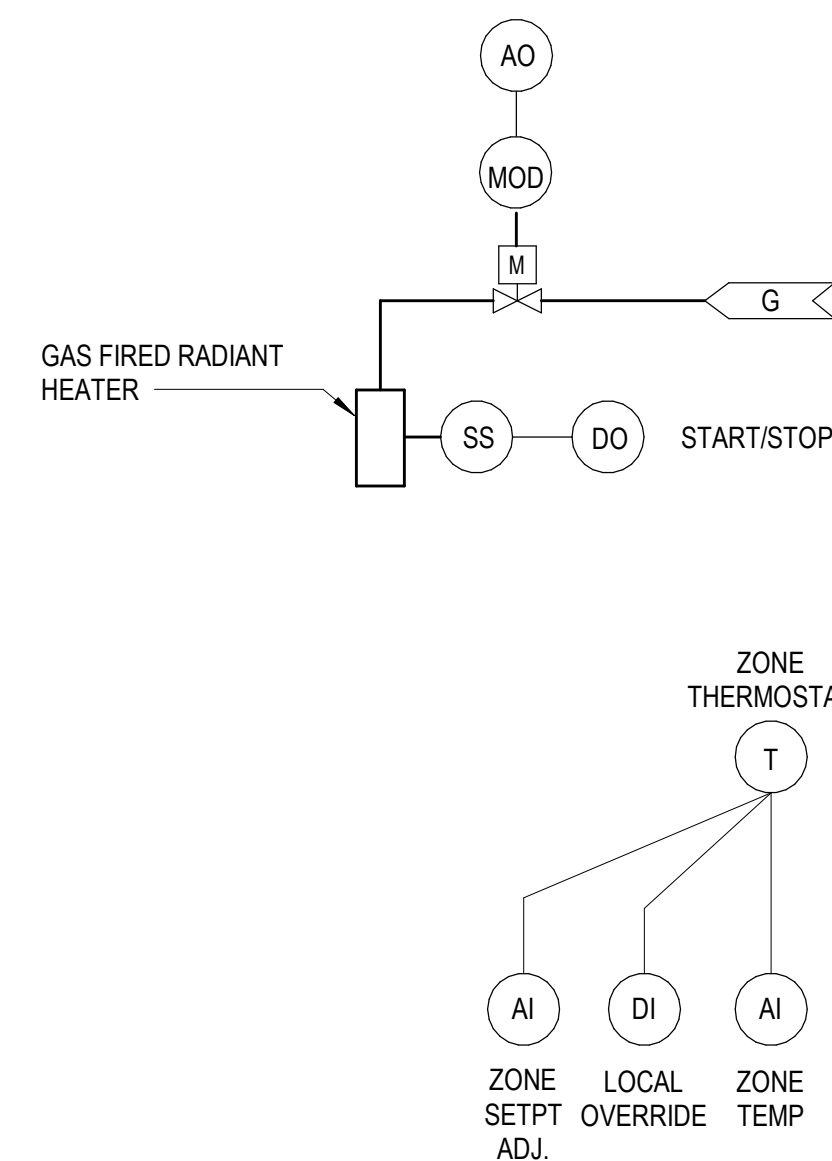 AO
MOD
M
G
GAS FIRED RADIANT
HEATER
SS
DO
START/STOP
ZONE
THERMOSTA
T
AI
DI
AI
ZONE
SETPT
ADJ.
LOCAL
OVERRIDE
ZONE
TEMP